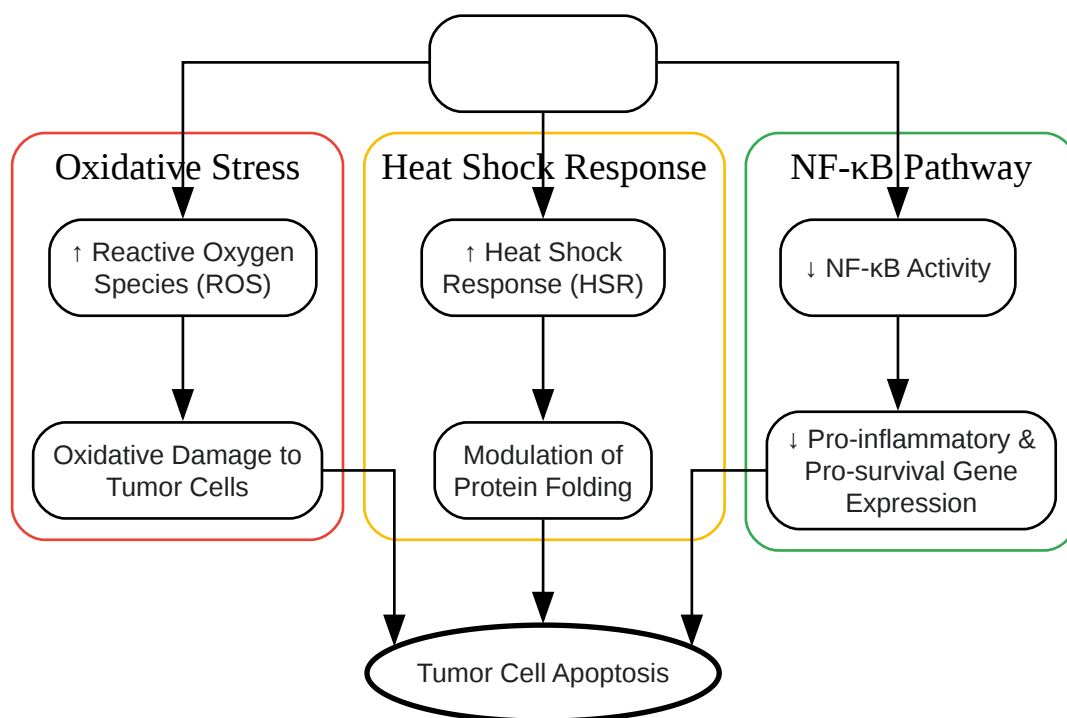 Oxidative Stress
Heat Shock Response
NF-κB Pathway
↑ Reactive Oxygen
Species (ROS)
↑ Heat Shock
Response (HSR)
↓ NF-κB Activity
Oxidative Damage to
Tumor Cells
Modulation of
Protein Folding
↓ Pro-inflammatory &
Pro-survival Gene
Expression
Tumor Cell Apoptosis